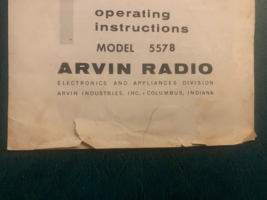 operating
instructions
MODEL 5578
ARVIN RADIO
ELECTRONICS AND APPLIANCES DIVISION
ARVIN INDUSTRIES, INC. • COLUMBUS, INDIANA